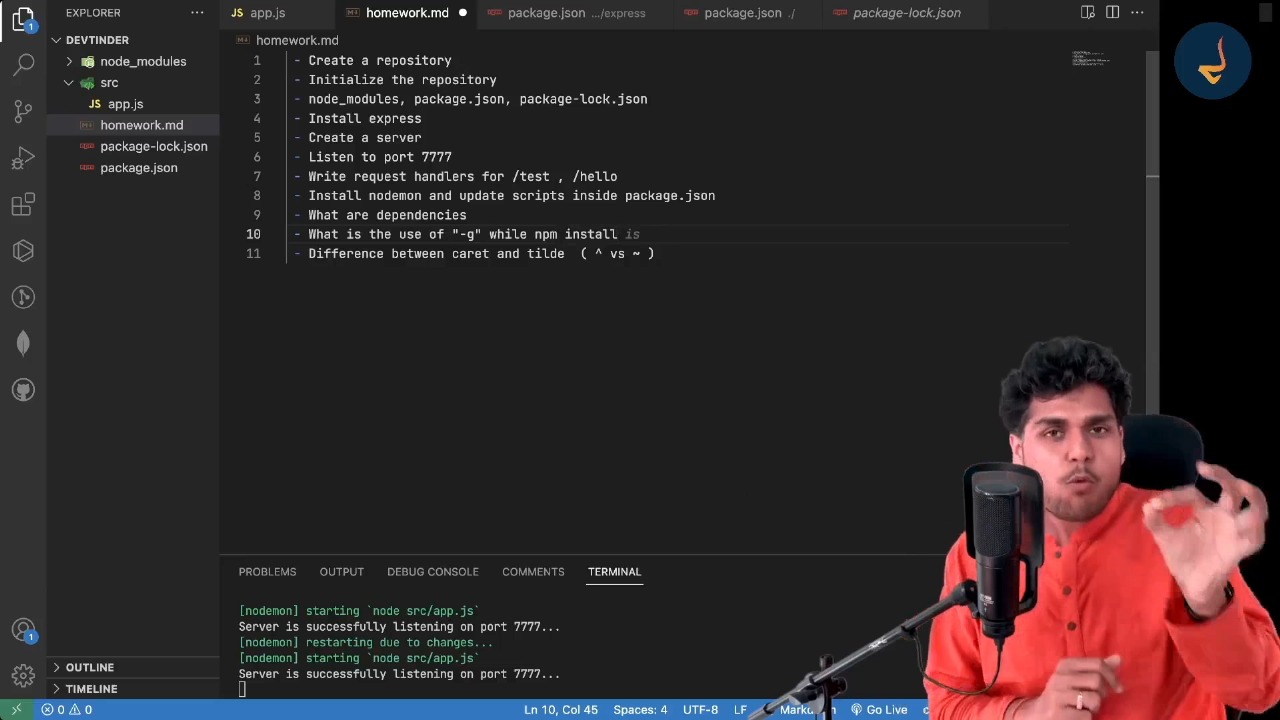 EXPLORER
app.js
homework.md
package.json .../express
package.json ./
package-lock.json
DEVTINDER
node_modules
src
JS app.js
homework.md
package-lock.json
package.json
homework.md
1 - Create a repository
2 - Initialize the repository
3 - node_modules, package.json, package-lock.json
4 - Install express
5 - Create a server
6 - Listen to port 7777
7 - Write request handlers for /test , /hello
8 - Install nodemon and update scripts inside package.json
9 - What are dependencies
10 - What is the use of "-g" while npm install is
11 - Difference between caret and tilde ( ^ vs ~ )
PROBLEMS OUTPUT DEBUG CONSOLE COMMENTS TERMINAL
[nodemon] starting `node src/app.js`
Server is successfully listening on port 7777...
[nodemon] restarting due to changes...
[nodemon] starting `node src/app.js`
Server is successfully listening on port 7777...
OUTLINE
TIMELINE
0 0 Ln 10, Col 45 Spaces: 4 UTF-8 LF Go Live